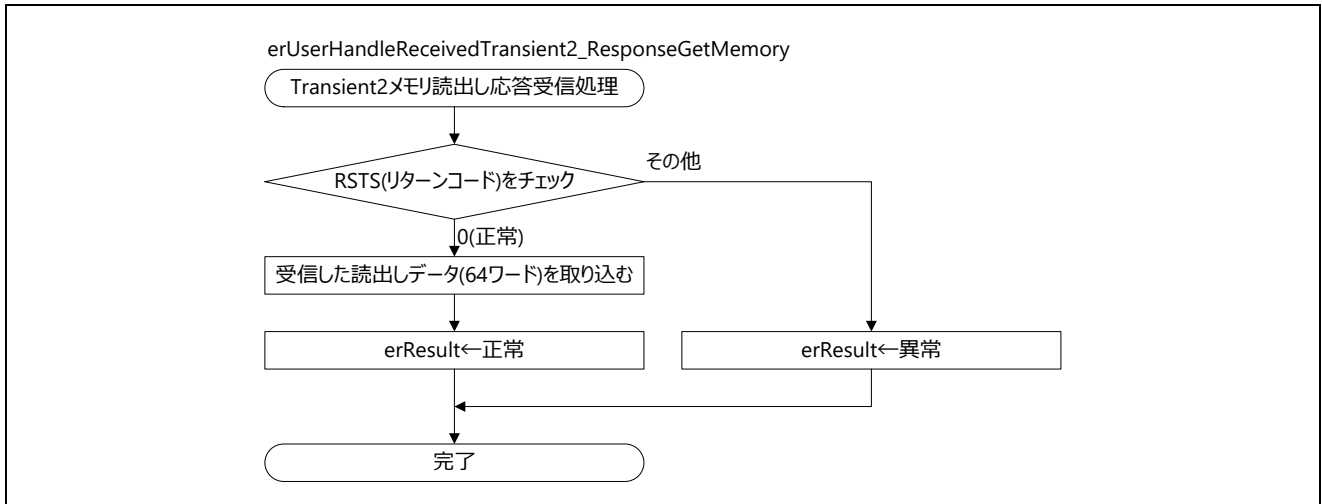 erUserHandleReceivedTransient2_ResponseGetMemory
Transient2メモリ読出し応答受信処理
その他
RSTS(リターンコード)をチェック
0(正常)
受信した読出しデータ(64ワード)を取り込む
erResult←正常
erResult←異常
完了